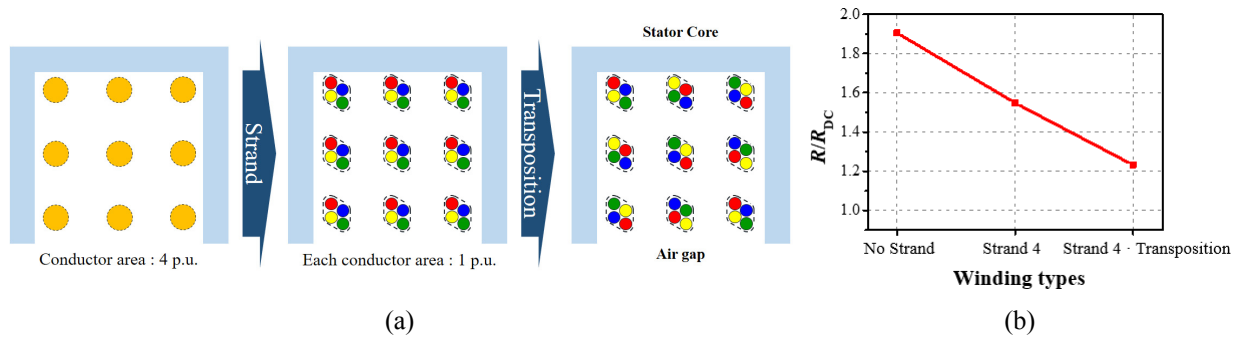 Conductor area : 4 p.u.
Strand
Each conductor area : 1 p.u.
Transposition
Stator Core
Air gap
(a)
2.0
1.8
1.6
1.4
1.2
1.0
R/R_DC
No Strand
Strand 4
Strand 4 · Transposition
Winding types
(b)